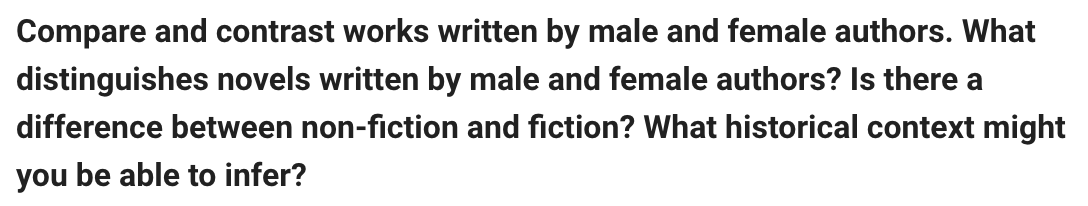 Compare and contrast works written by male and female authors. What
distinguishes novels written by male and female authors? Is there a
difference between non-fiction and fiction? What historical context might
you be able to infer?